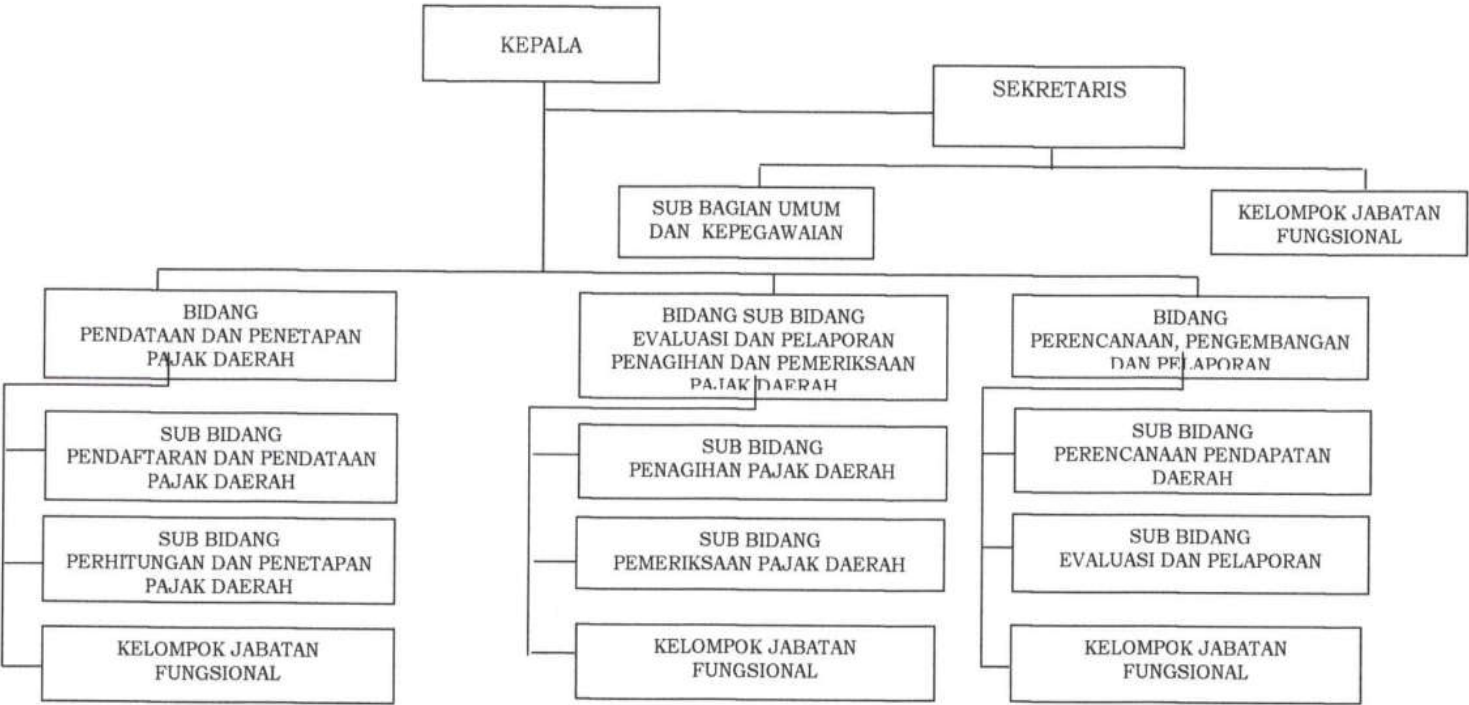 KEPALA
SEKRETARIS
SUB BAGIAN UMUM
DAN KEPEGAWAIAN
KELOMPOK JABATAN
FUNGSIONAL
BIDANG
PENDATAAN DAN PENETAPAN
PAJAK DAERAH
SUB BIDANG
PENDAFTARAN DAN PENDATAAN
PAJAK DAERAH
SUB BIDANG
PERHITUNGAN DAN PENETAPAN
PAJAK DAERAH
KELOMPOK JABATAN
FUNGSIONAL
BIDANG SUB BIDANG
EVALUASI DAN PELAPORAN
PENAGIHAN DAN PEMERIKSAAN
PAJAK DAERAH
SUB BIDANG
PENAGIHAN PAJAK DAERAH
SUB BIDANG
PEMERIKSAAN PAJAK DAERAH
KELOMPOK JABATAN
FUNGSIONAL
BIDANG
PERENCANAAN, PENGEMBANGAN
DAN PELAPORAN
SUB BIDANG
PERENCANAAN PENDAPATAN
DAERAH
SUB BIDANG
EVALUASI DAN PELAPORAN
KELOMPOK JABATAN
FUNGSIONAL